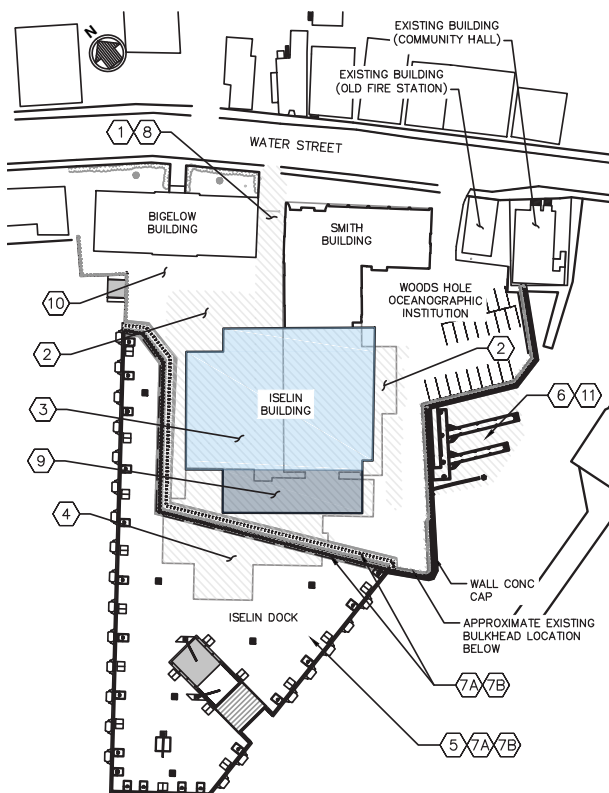 EXISTING BUILDING
(COMMUNITY HALL)
N
EXISTING BUILDING
(OLD FIRE STATION)
1 8
WATER STREET
BIGELOW
BUILDING
SMITH
BUILDING
WOODS HOLE
OCEANOGRAPHIC
INSTITUTION
10
2
2
ISELIN
BUILDING
6 11
3
9
4
WALL CONC
CAP
ISELIN DOCK
APPROXIMATE EXISTING
BULKHEAD LOCATION
BELOW
7A 7B
5 7A 7B